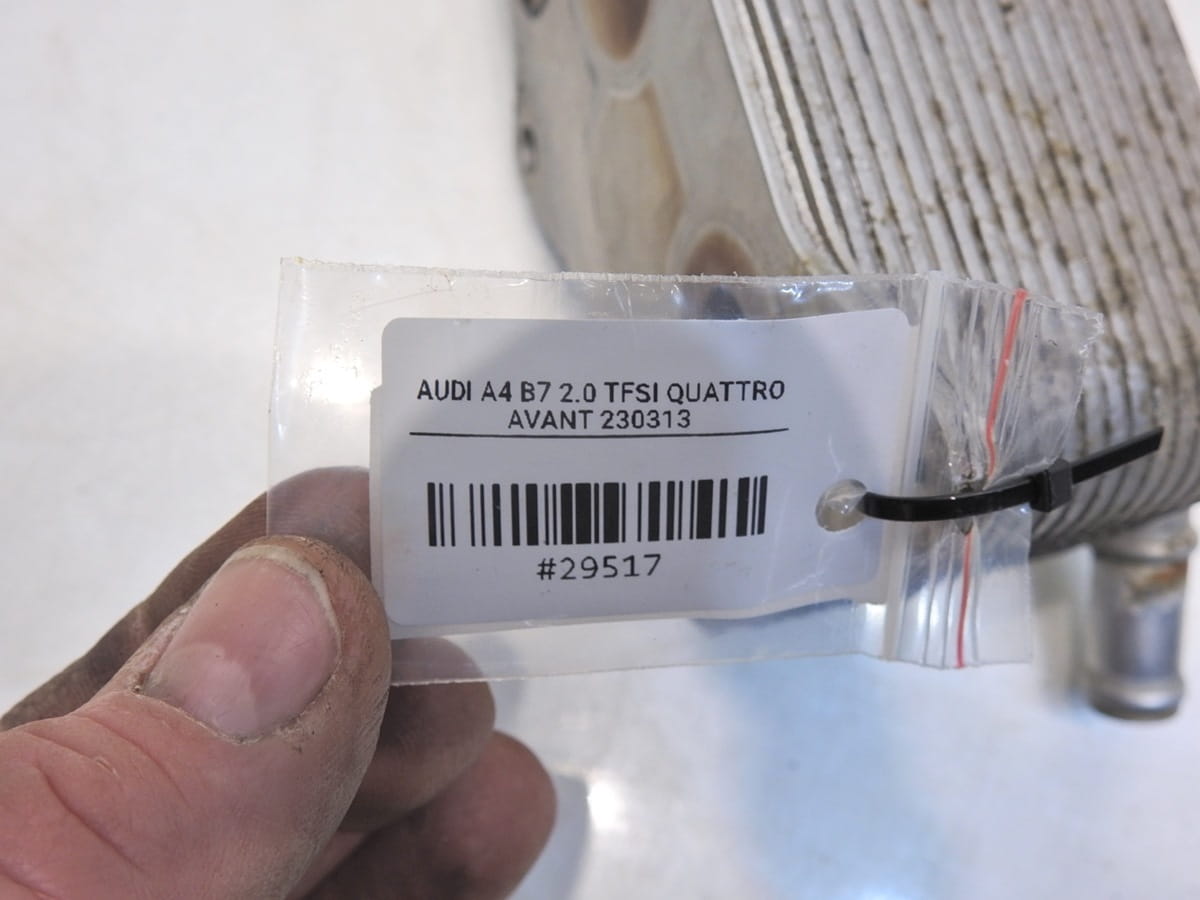 AUDI A4 B7 2.0 TFSI QUATTRO
AVANT 230313
#29517